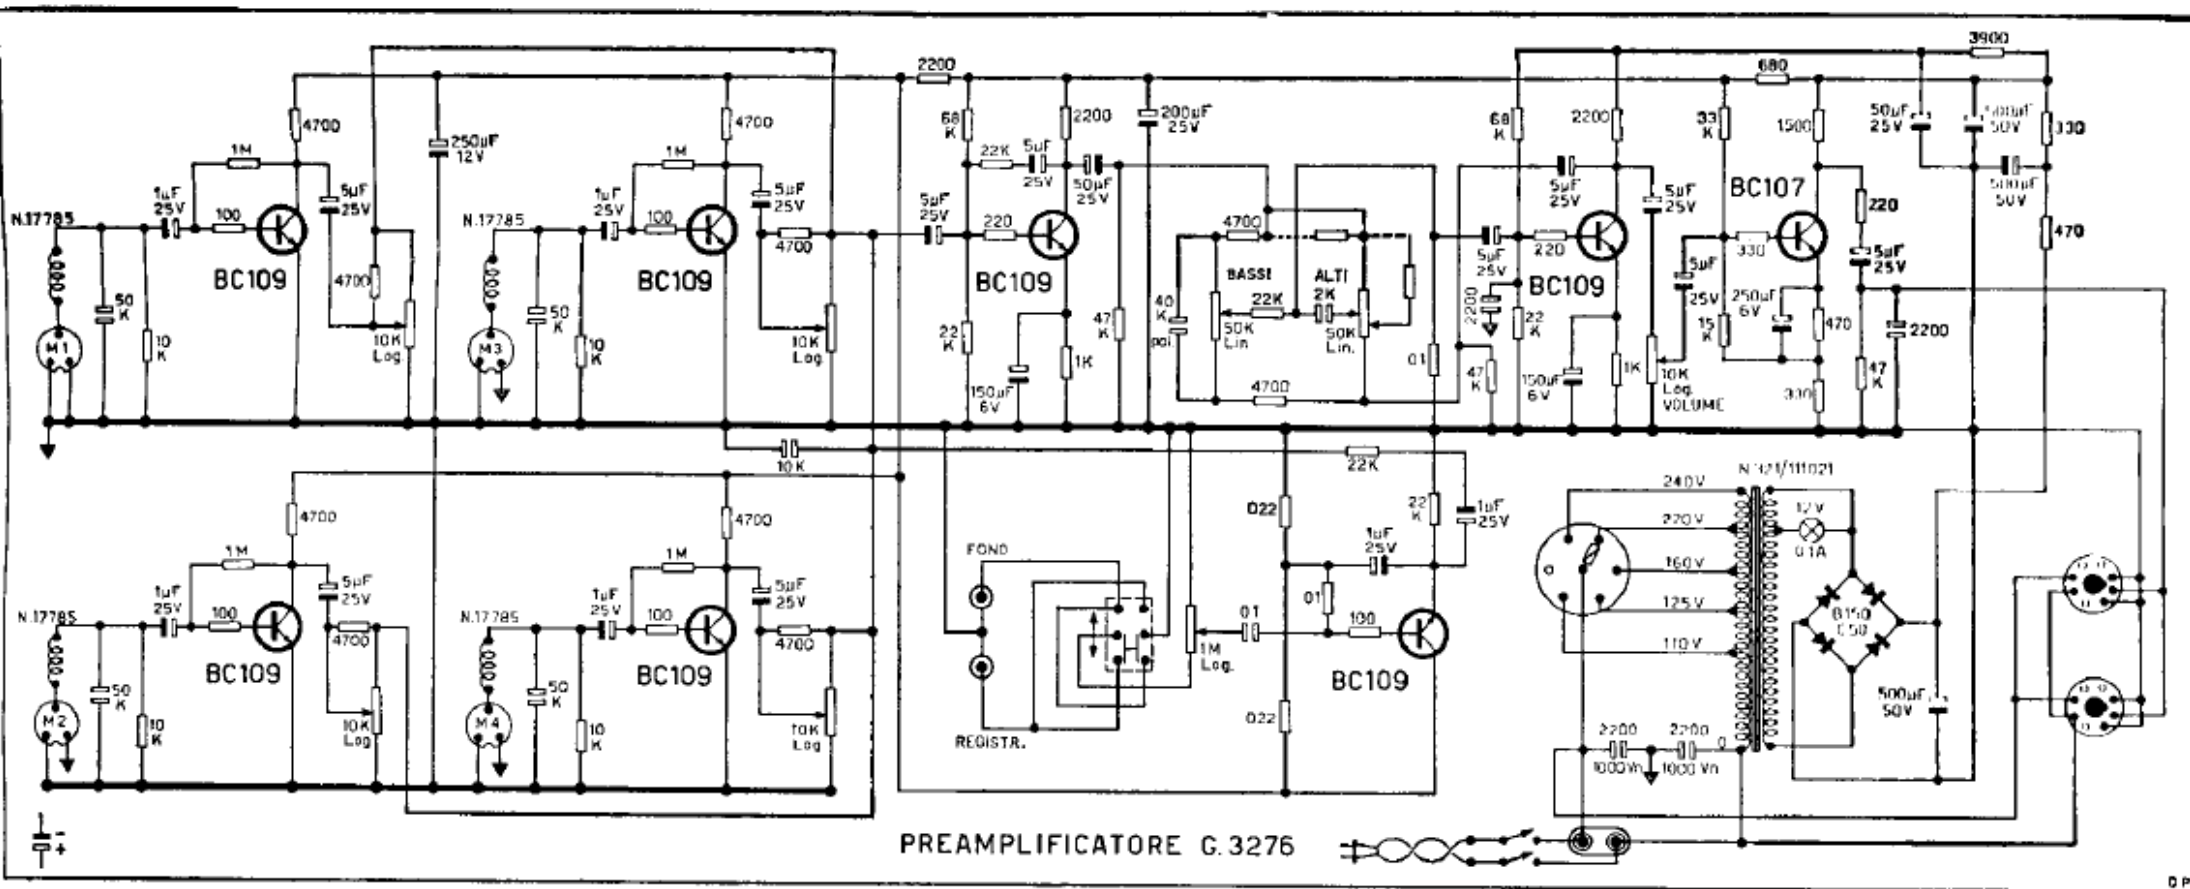 3900
2200
680
4700
250µF
12V
4700
68
K
2200
200µF
25V
68
K
2200
33
K
1500
50µF
25V
50V
330
1M
1M
22K
5µF
25V
50µF
25V
5µF
25V
BC107
500µF
50V
1µF
25V
5µF
25V
1µF
25V
5µF
25V
5µF
25V
5µF
25V
220
N.17785
100
N.17785
100
4700
220
4700
5µF
25V
220
330
470
BC109
BC109
BC109
BC109
5µF
25V
5µF
25V
4700
BASSI
ALTI
50
K
50
K
40
K
22K
2K
2200
250µF
6V
M1
10
K
10K
Log
M3
10
K
10K
Log
22
K
1K
47
K
50K
Lin
50K
Lin.
01
22
K
15
K
470
2200
150µF
6V
4700
47
K
150µF
6V
1K
10K
Log.
VOLUME
330
47
K
10K
22K
N.321/111021
240V
4700
4700
022
22
K
1µF
25V
220V
12V
0.1A
1M
1M
FONO
1µF
25V
160V
1µF
25V
5µF
25V
1µF
25V
5µF
25V
125V
B150
C50
N.17785
100
N.17785
100
01
01
100
110V
4700
4700
BC109
BC109
1M
Log.
BC109
50
K
50
K
M2
10
K
10K
Log
M4
10
K
10K
Log
REGISTR.
022
500µF
50V
2200
1000Vn
2200
1000Vn
0
- +
PREAMPLIFICATORE G.3276